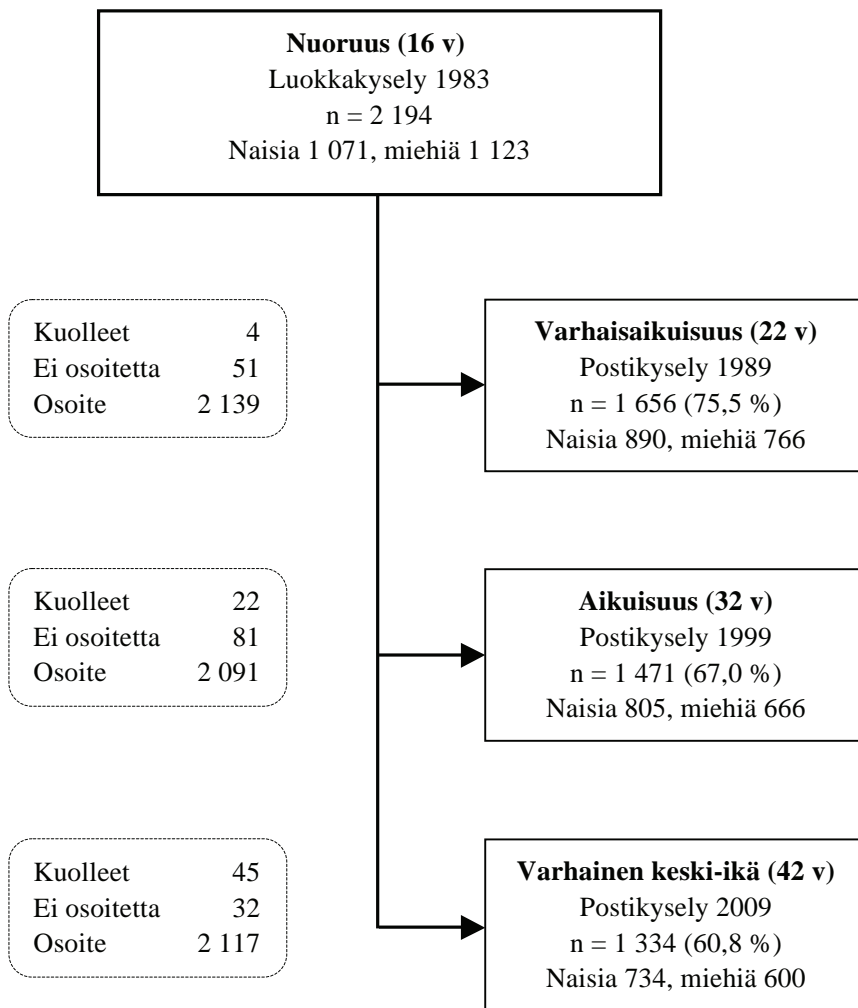 Nuoruus (16 v)
Luokkakysely 1983
n = 2 194
Naisia 1 071, miehiä 1 123
Kuolleet 4
Ei osoitetta 51
Osoite 2 139
Varhaisaikuisuus (22 v)
Postikysely 1989
n = 1 656 (75,5 %)
Naisia 890, miehiä 766
Kuolleet 22
Ei osoitetta 81
Osoite 2 091
Aikuisuus (32 v)
Postikysely 1999
n = 1 471 (67,0 %)
Naisia 805, miehiä 666
Kuolleet 45
Ei osoitetta 32
Osoite 2 117
Varhainen keski-ikä (42 v)
Postikysely 2009
n = 1 334 (60,8 %)
Naisia 734, miehiä 600